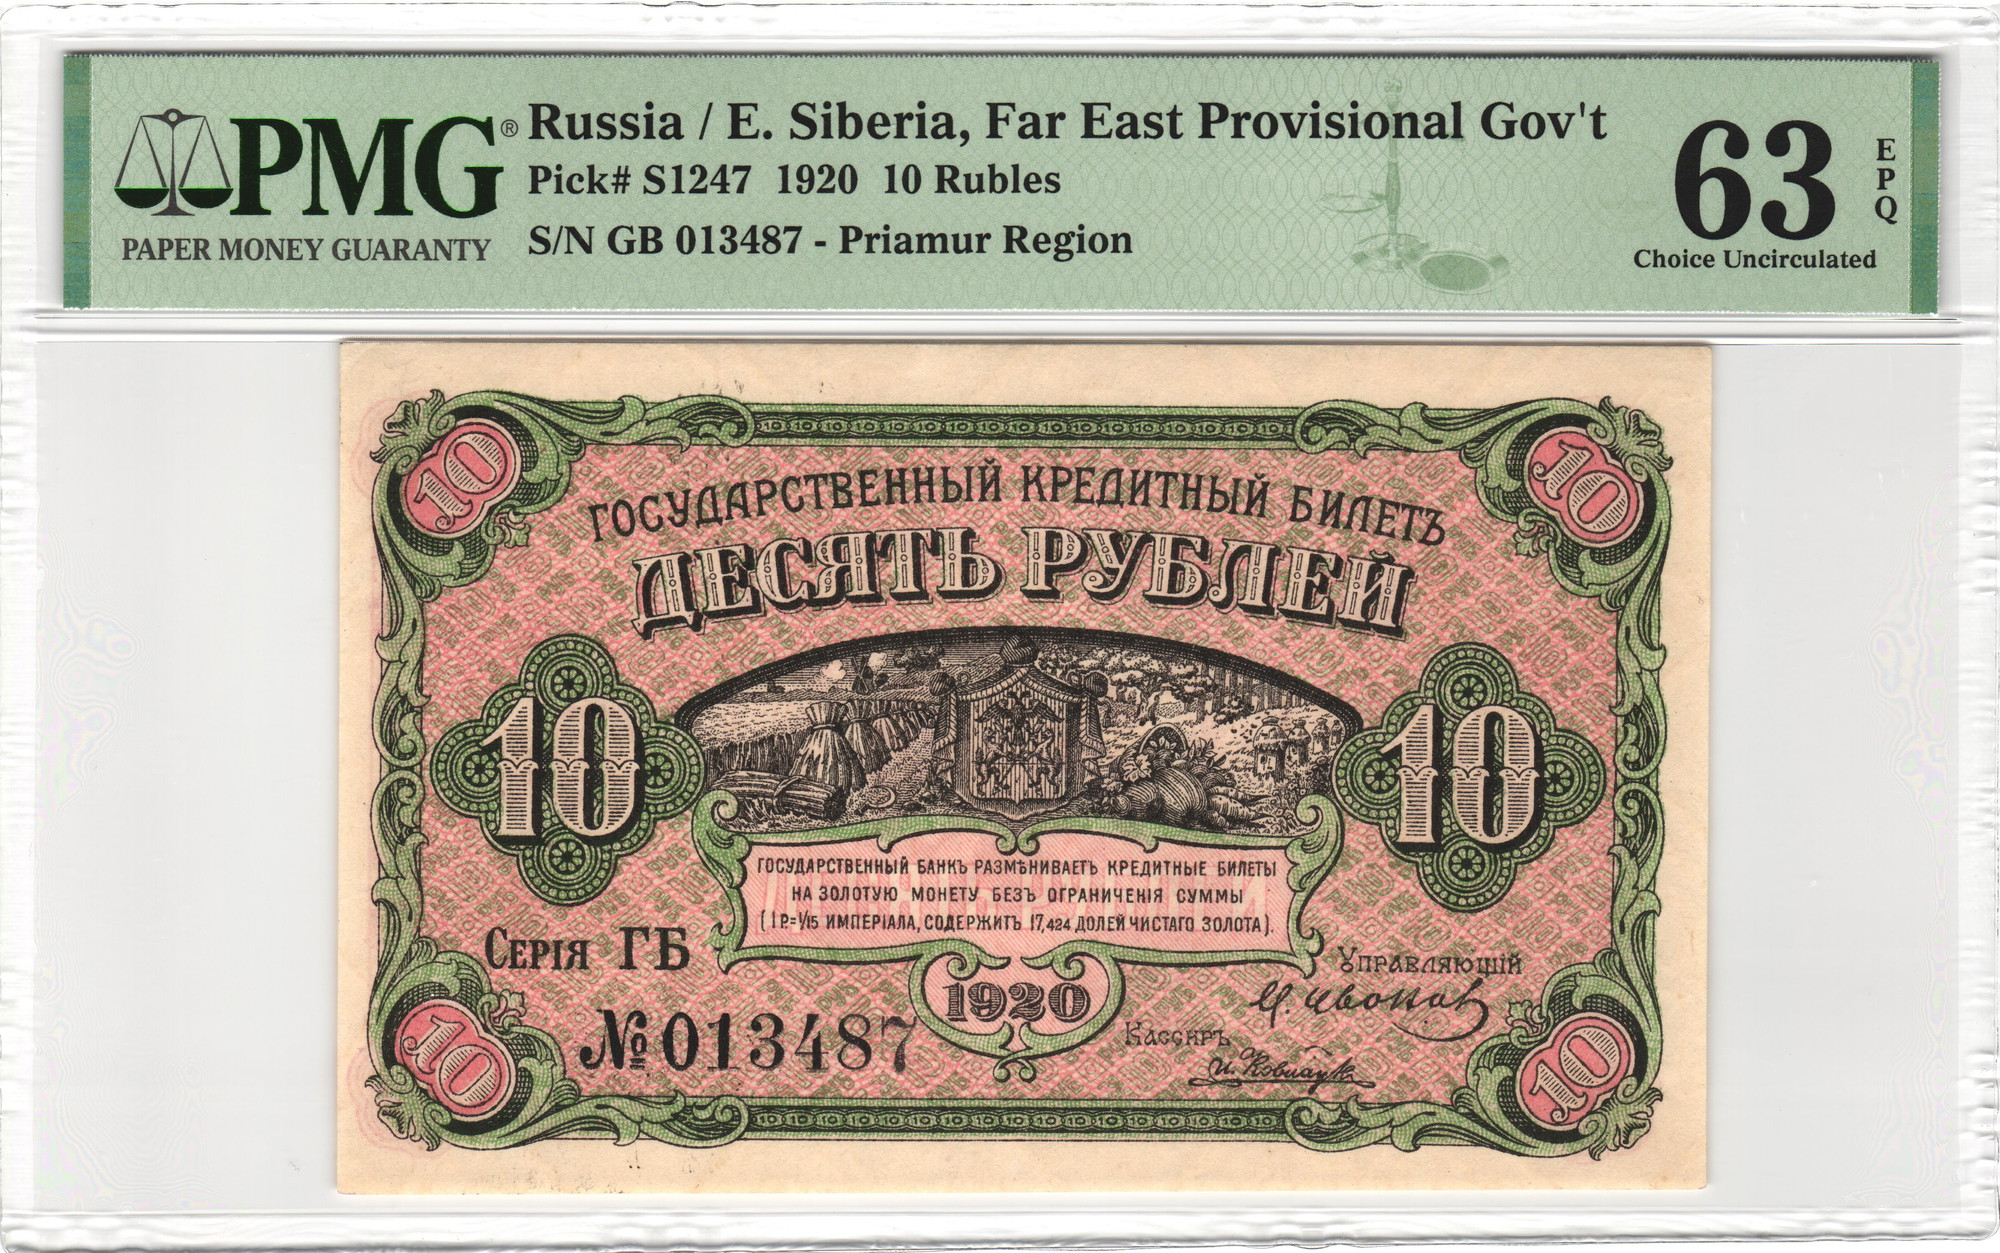 PMG®
PAPER MONEY GUARANTY
Russia / E. Siberia, Far East Provisional Gov't
Pick# S1247 1920 10 Rubles
S/N GB 013487 - Priamur Region
63
EPQ
Choice Uncirculated
10 10
ГОСУДАРСТВЕННЫЙ КРЕДИТНЫЙ БИЛЕТЪ
ДЕСЯТЬ РУБЛЕЙ
10 10
ГОСУДАРСТВЕННЫЙ БАНКЪ РАЗМѢНИВАЕТЪ КРЕДИТНЫЕ БИЛЕТЫ
НА ЗОЛОТУЮ МОНЕТУ БЕЗЪ ОГРАНИЧЕНІЯ СУММЫ
(1 Р.=1/15 ИМПЕРІАЛА, СОДЕРЖИТЪ 17,424 ДОЛЕЙ ЧИСТАГО ЗОЛОТА).
СЕРІЯ ГБ
№ 013487
1920
УПРАВЛЯЮЩІЙ
КАССИРЪ
10 10